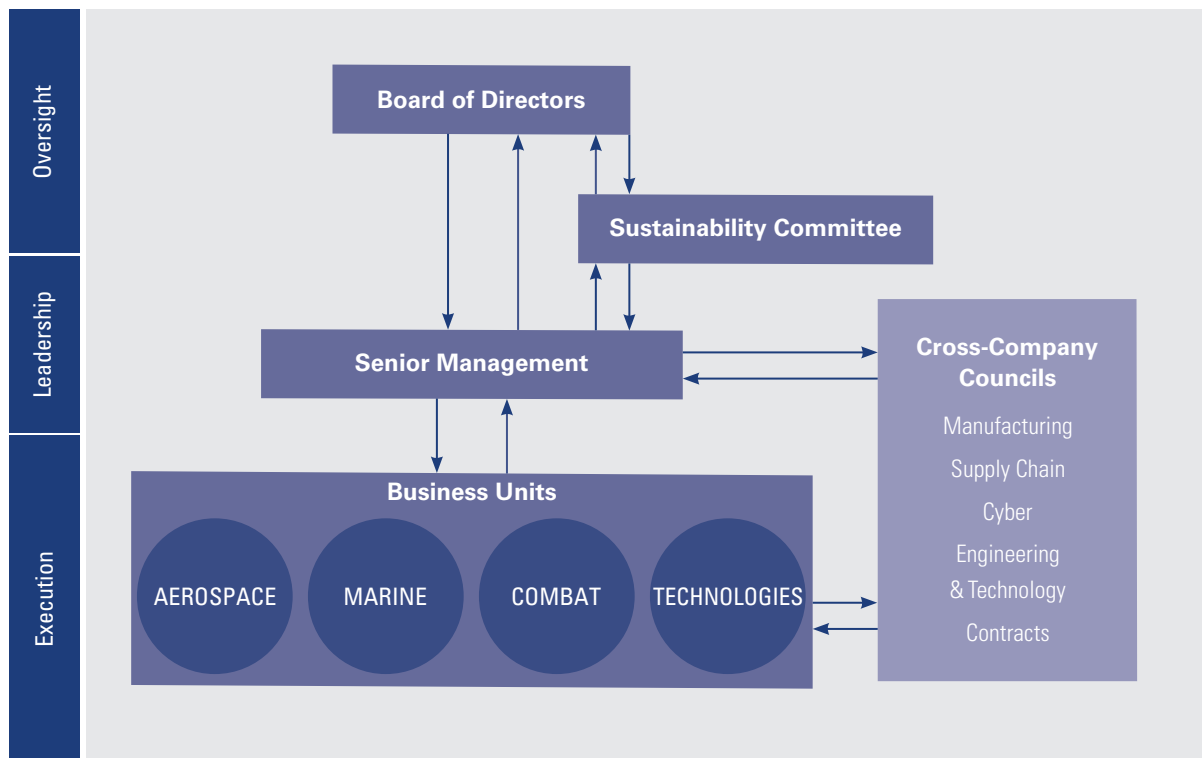 Oversight
Board of Directors
Sustainability Committee
Leadership
Senior Management
Cross-Company
Councils
Manufacturing
Supply Chain
Cyber
Engineering
& Technology
Contracts
Execution
Business Units
AEROSPACE
MARINE
COMBAT
TECHNOLOGIES